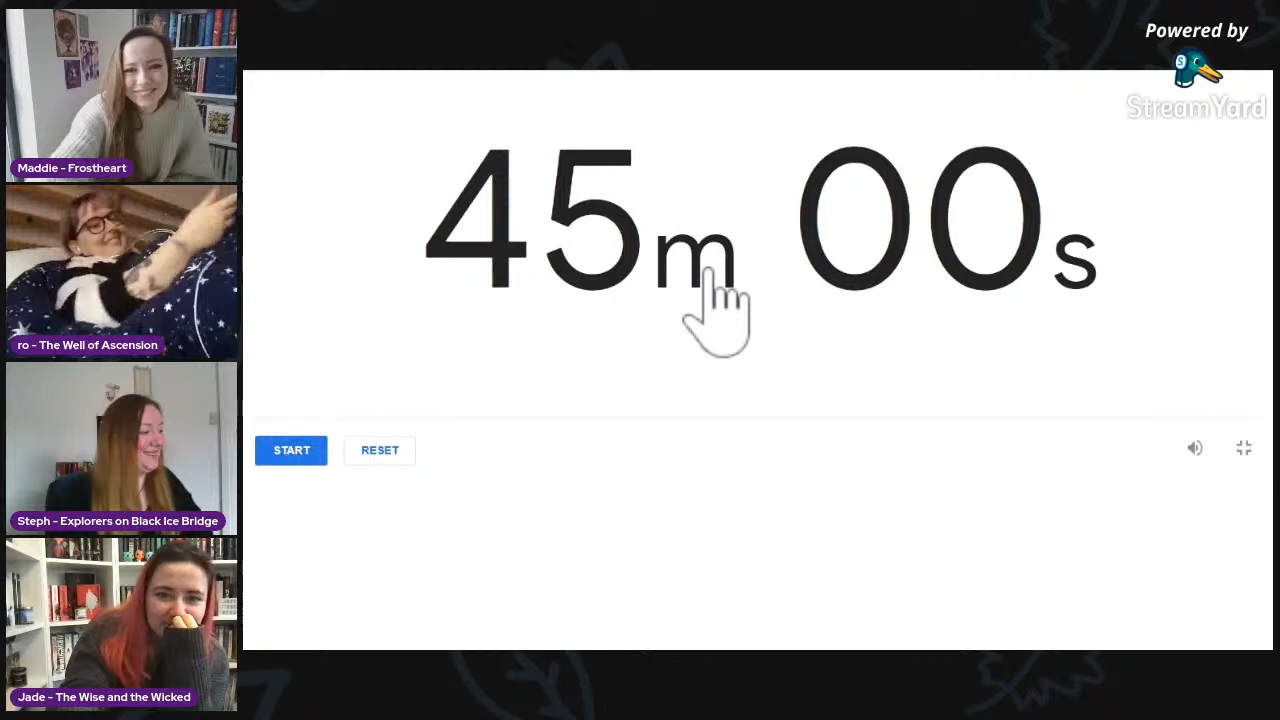 Powered by
StreamYard
Maddie - Frostheart
ro - The Well of Ascension
Steph - Explorers on Black Ice Bridge
Jade - The Wise and the Wicked
45m 00s
START
RESET